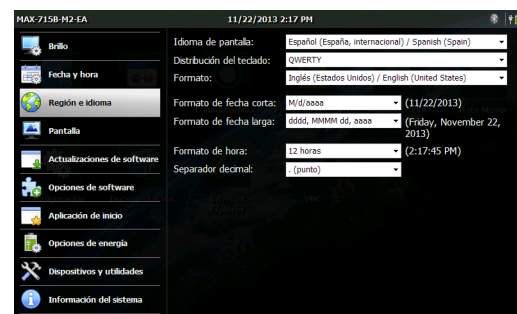 MAX-715B-M2-EA
11/22/2013 2:17 PM
Brillo
Fecha y hora
Región e idioma
Pantalla
Actualizaciones de software
Opciones de software
Aplicación de inicio
Opciones de energía
Dispositivos y utilidades
Información del sistema
Idioma de pantalla: Español (España, internacional) / Spanish (Spain)
Distribución del teclado: QWERTY
Formato: Inglés (Estados Unidos) / English (United States)
Formato de fecha corta: M/d/aaaa (11/22/2013)
Formato de fecha larga: dddd, MMMM dd, aaaa (Friday, November 22,
2013)
Formato de hora: 12 horas (2:17:45 PM)
Separador decimal: . (punto)